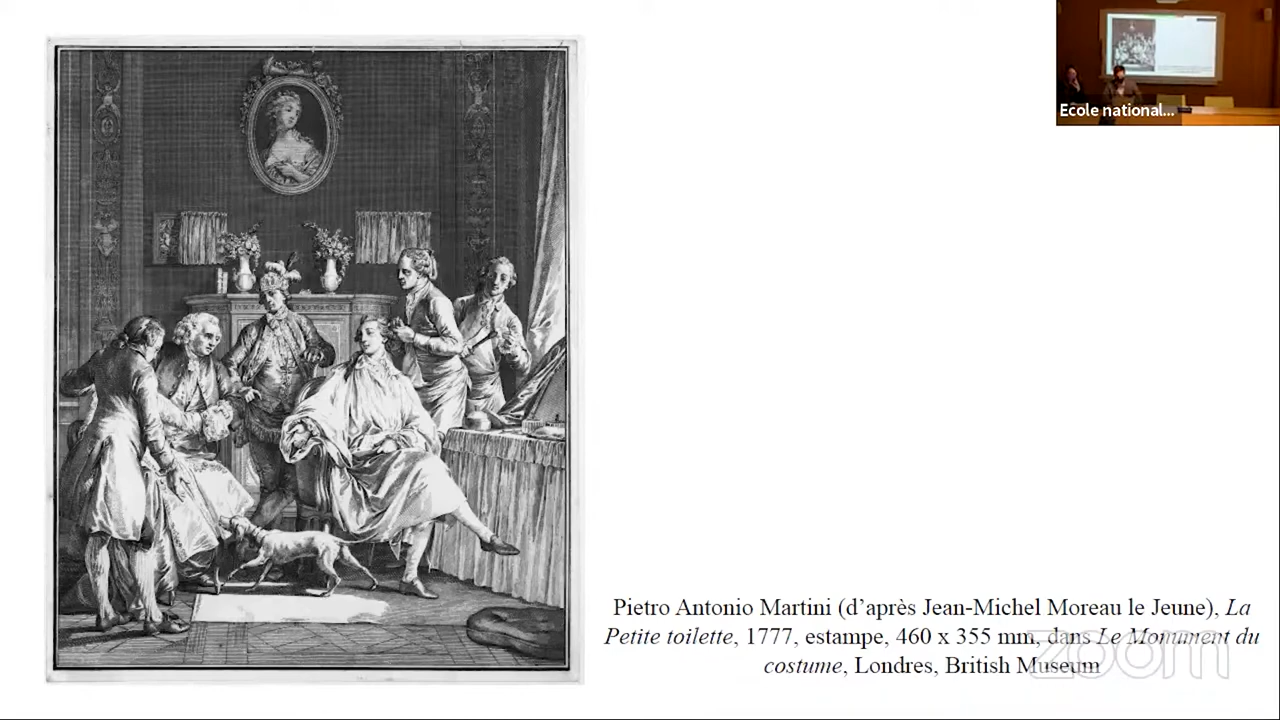 Ecole national...
Pietro Antonio Martini (d’après Jean-Michel Moreau le Jeune), La
Petite toilette, 1777, estampe, 460 x 355 mm, dans Le Monument du
costume, Londres, British Museum
zoom